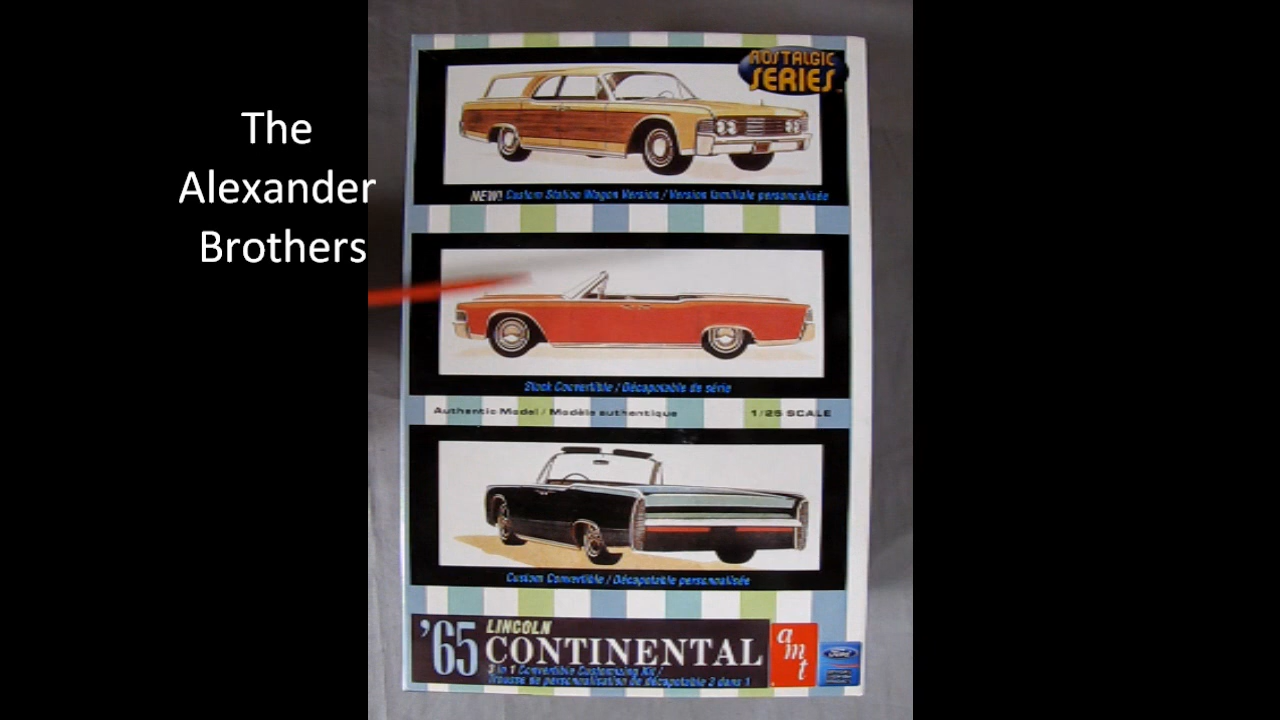 The
Alexander
Brothers
NOSTALGIC
SERIES
NEW! Custom Station Wagon Version / Version familiale personnalisée
Stock Convertible / Décapotable de série
Authentic Model / Modèle authentique
1/25 SCALE
Custom Convertible / Décapotable personnalisée
'65 LINCOLN
CONTINENTAL
3 in 1 Convertible Customizing Kit /
Trousse de personnalisation de décapotable 3 dans 1
amt
Ford